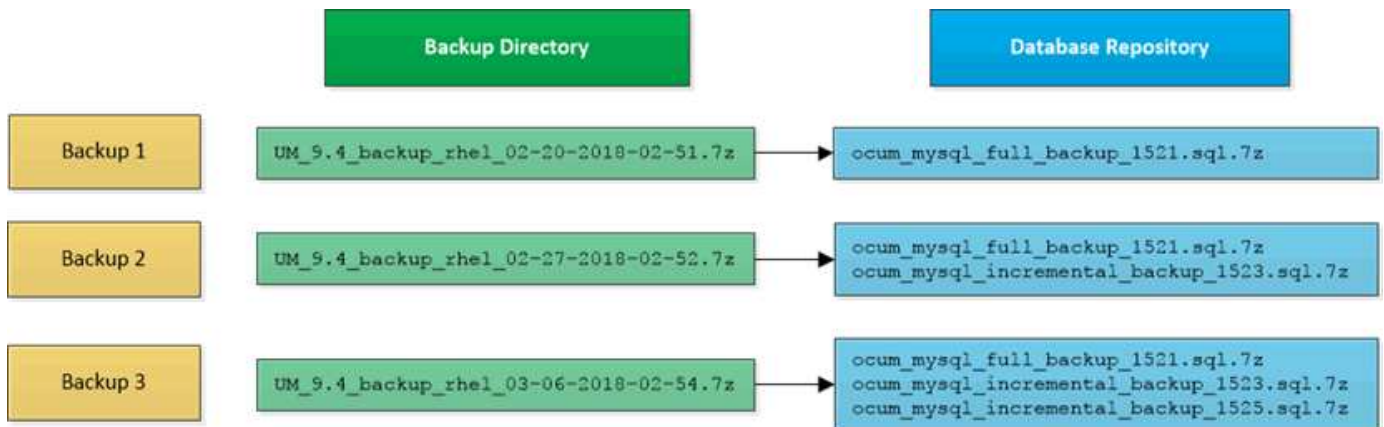 Backup Directory
Database Repository
Backup 1
UM_9.4_backup_rhel_02-20-2018-02-51.7z
ocum_mysql_full_backup_1521.sql.7z
Backup 2
UM_9.4_backup_rhel_02-27-2018-02-52.7z
ocum_mysql_full_backup_1521.sql.7z
ocum_mysql_incremental_backup_1523.sql.7z
Backup 3
UM_9.4_backup_rhel_03-06-2018-02-54.7z
ocum_mysql_full_backup_1521.sql.7z
ocum_mysql_incremental_backup_1523.sql.7z
ocum_mysql_incremental_backup_1525.sql.7z